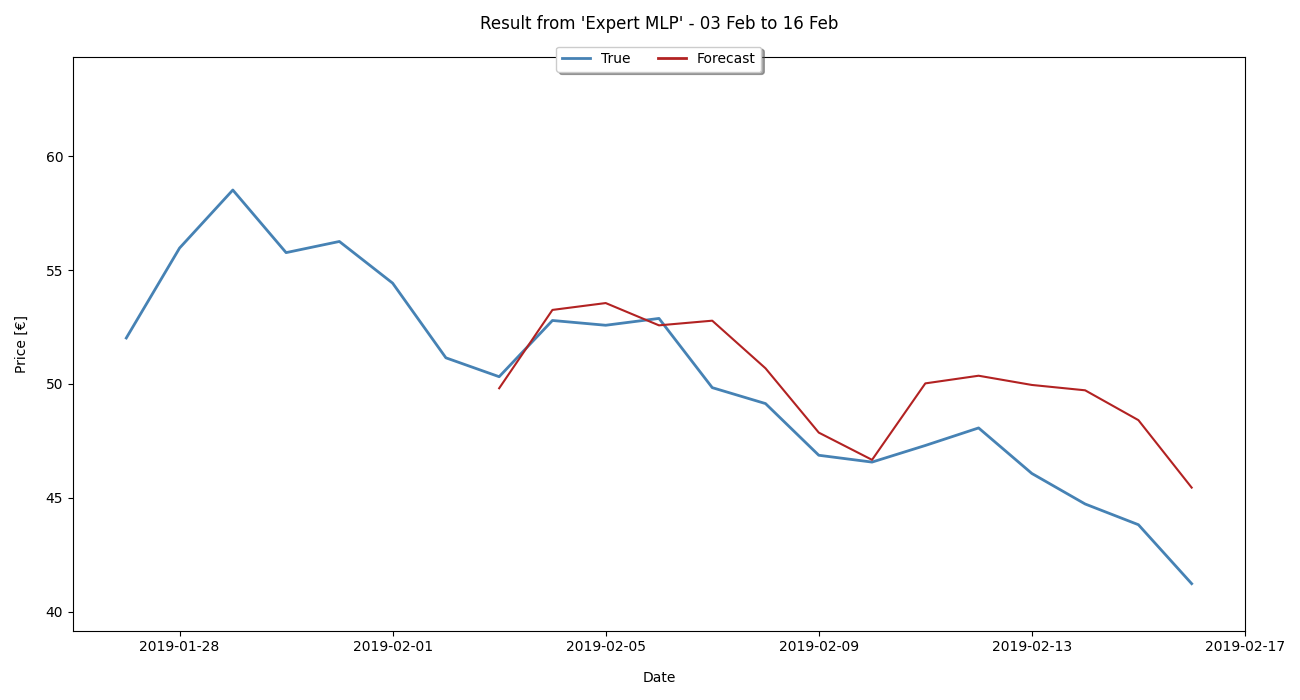 Result from 'Expert MLP' - 03 Feb to 16 Feb
True Forecast
60
55
50
45
40
Price [€]
2019-01-28 2019-02-01 2019-02-05 2019-02-09 2019-02-13 2019-02-17
Date